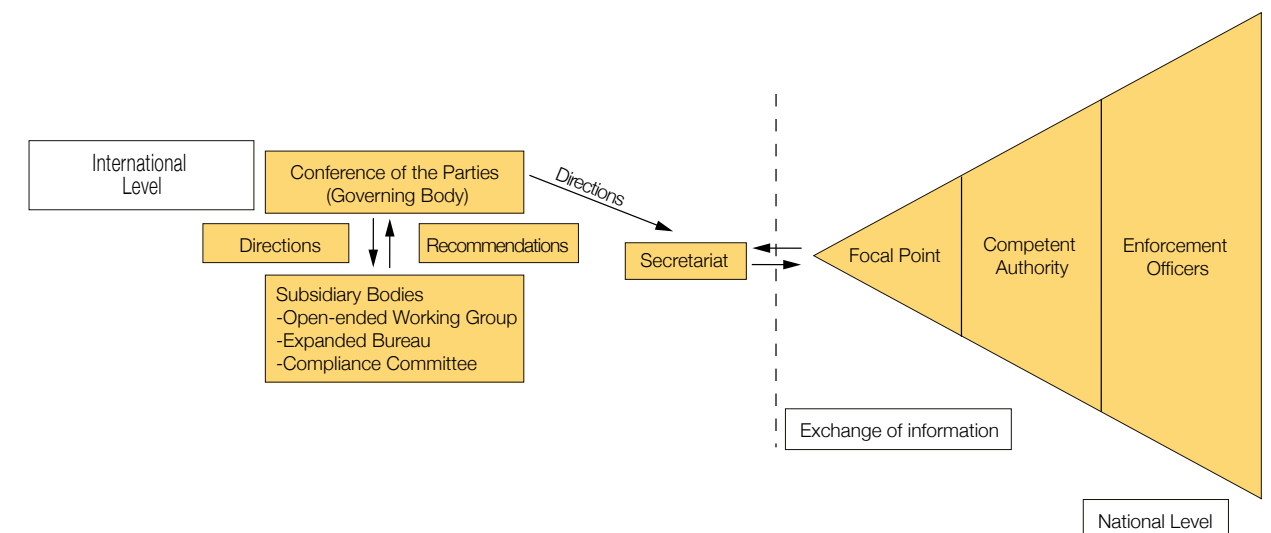 International
Level
Conference of the Parties
(Governing Body)
Directions
Directions
Recommendations
Subsidiary Bodies
-Open-ended Working Group
-Expanded Bureau
-Compliance Committee
Secretariat
Focal Point
Competent
Authority
Enforcement
Officers
Exchange of information
National Level